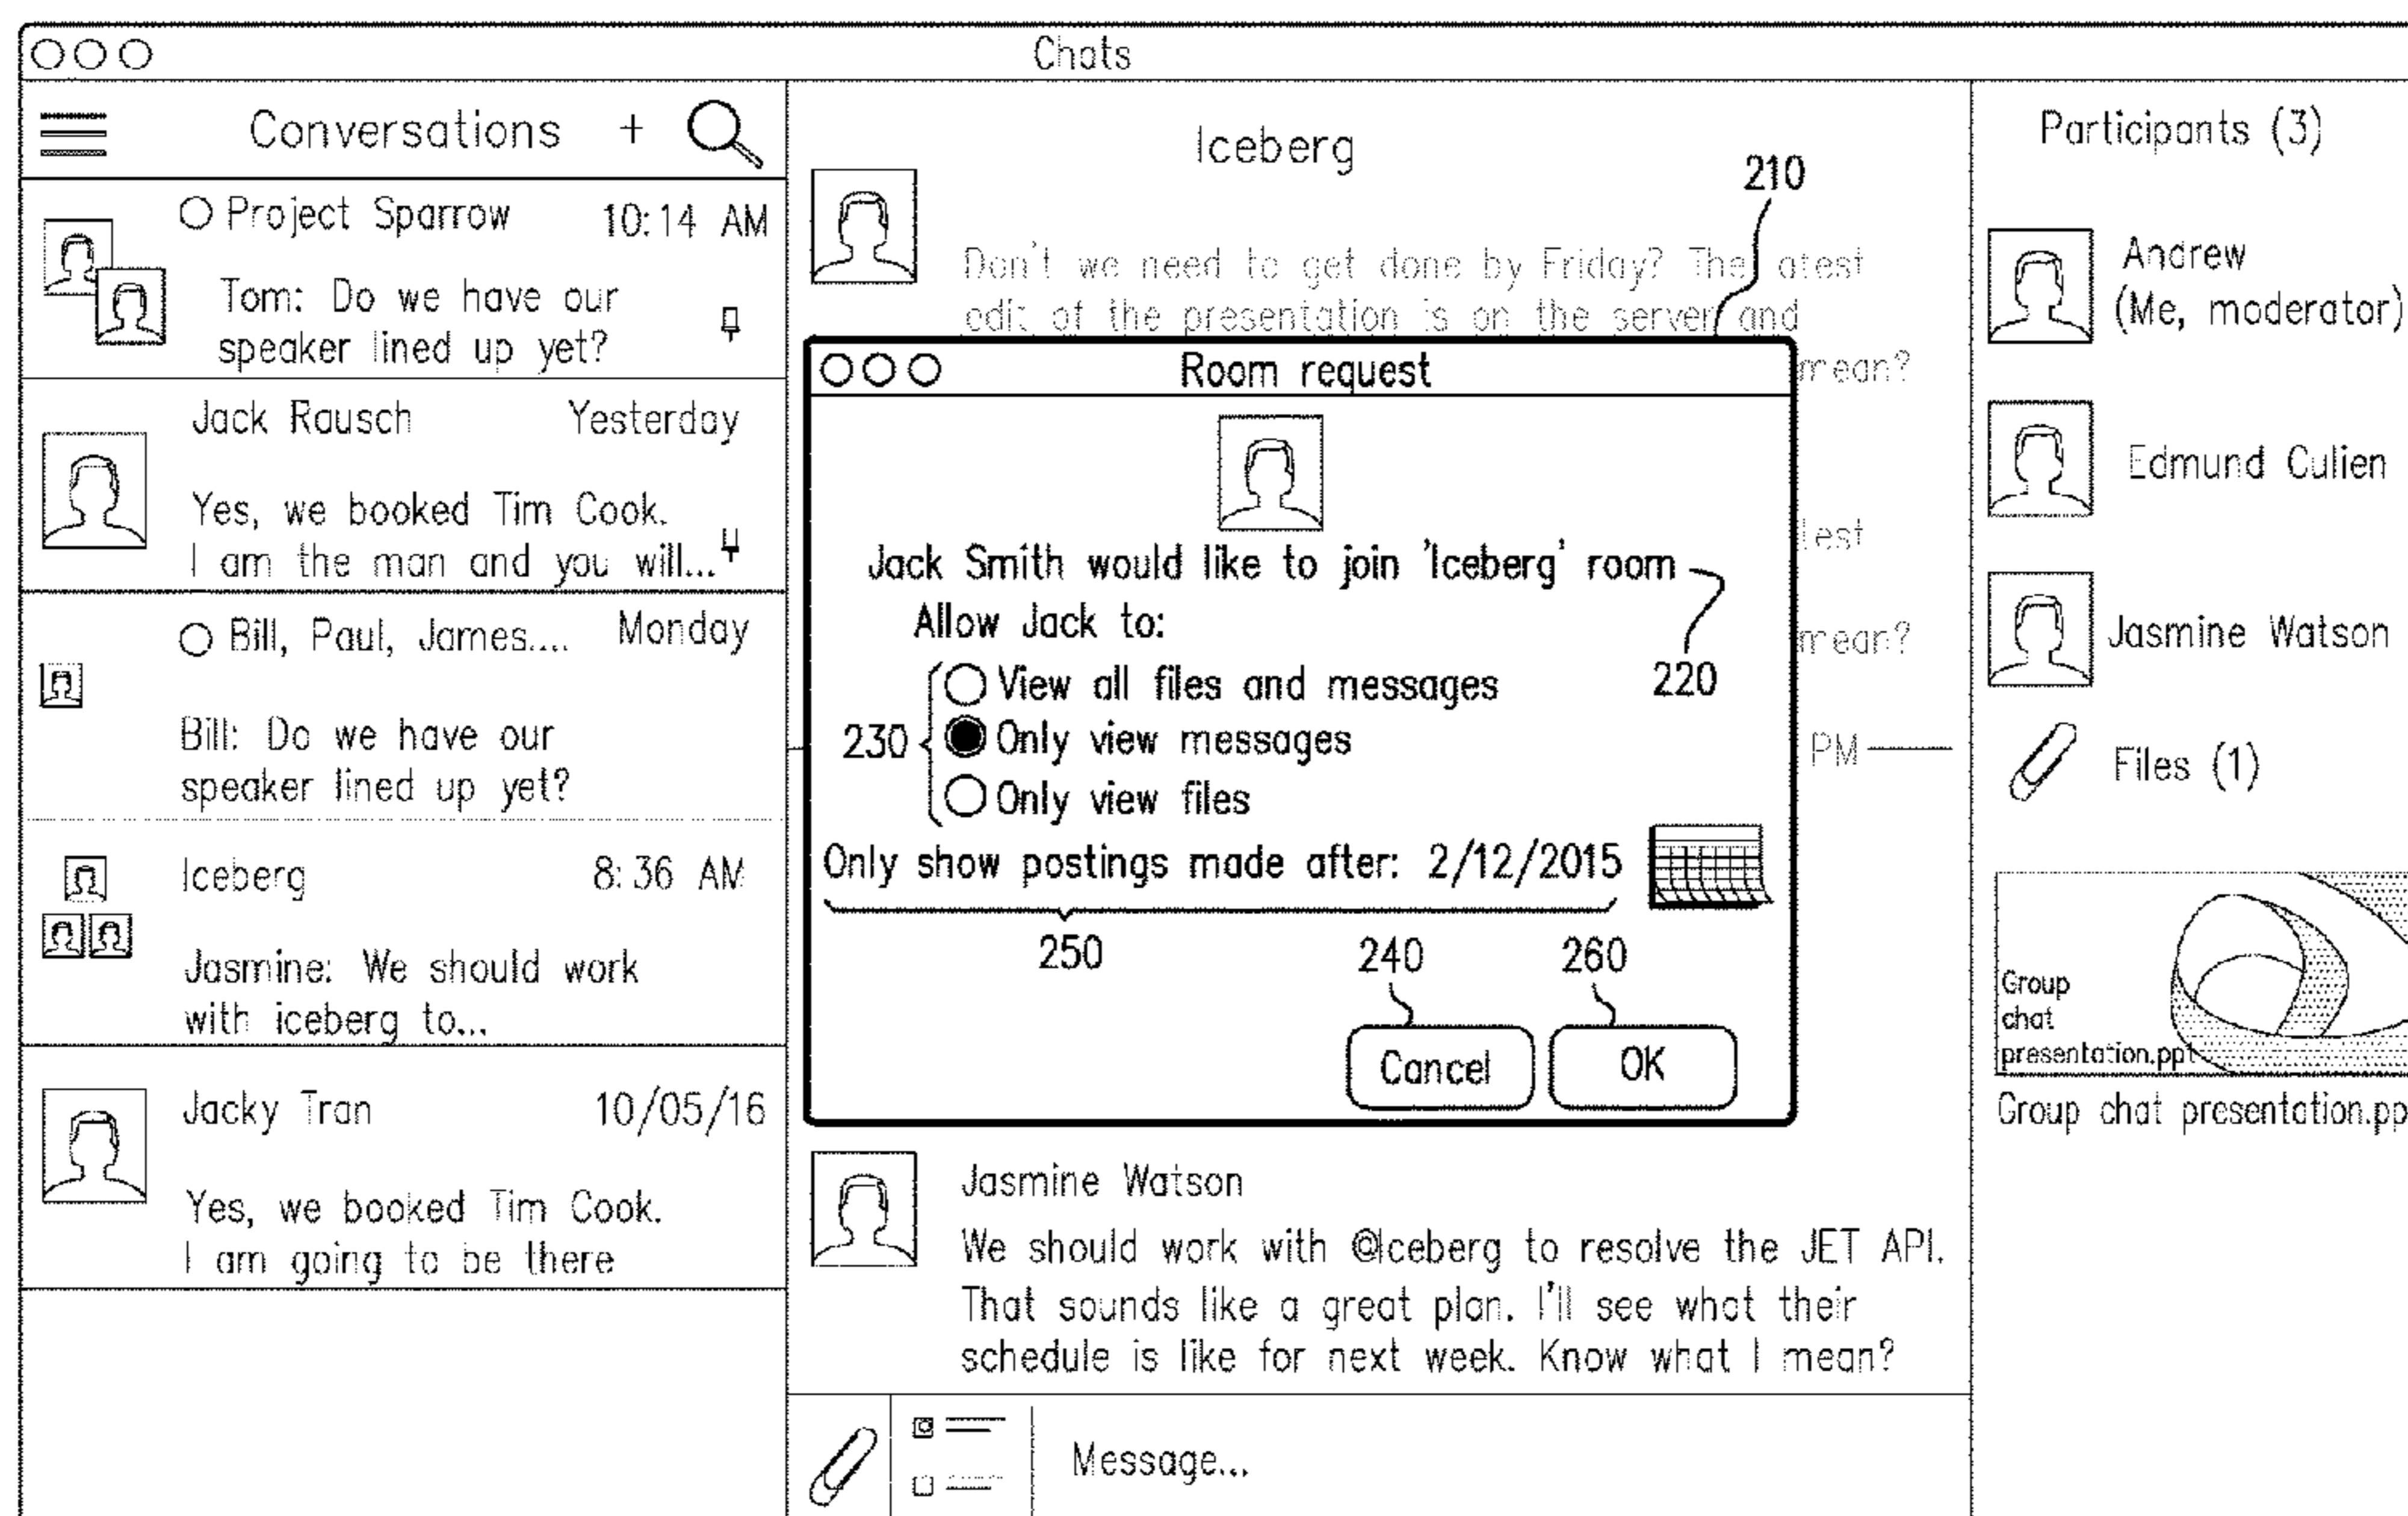 Chats
Conversations +
Project Sparrow 10:14 AM
Tom: Do we have our
speaker lined up yet?
Jack Rausch Yesterday
Yes, we booked Tim Cook.
I am the man and you will...
Bill, Paul, James.... Monday
Bill: Do we have our
speaker lined up yet?
Iceberg 8:36 AM
Jasmine: We should work
with iceberg to...
Jacky Tran 10/05/16
Yes, we booked Tim Cook.
I am going to be there
Iceberg
210
Don't we need to get done by Friday? The latest
edit of the presentation is on the server and
mean?
Room request
Jack Smith would like to join 'Iceberg' room
220
Allow Jack to:
230
View all files and messages
Only view messages
Only view files
Only show postings made after: 2/12/2015
250
240
260
Cancel
OK
mean?
PM
Jasmine Watson
We should work with @Iceberg to resolve the JET API.
That sounds like a great plan. I'll see what their
schedule is like for next week. Know what I mean?
Message...
Participants (3)
Andrew
(Me, moderator)
Edmund Culien
Jasmine Watson
Files (1)
Group
chat
presentation.ppt
Group chat presentation.pp